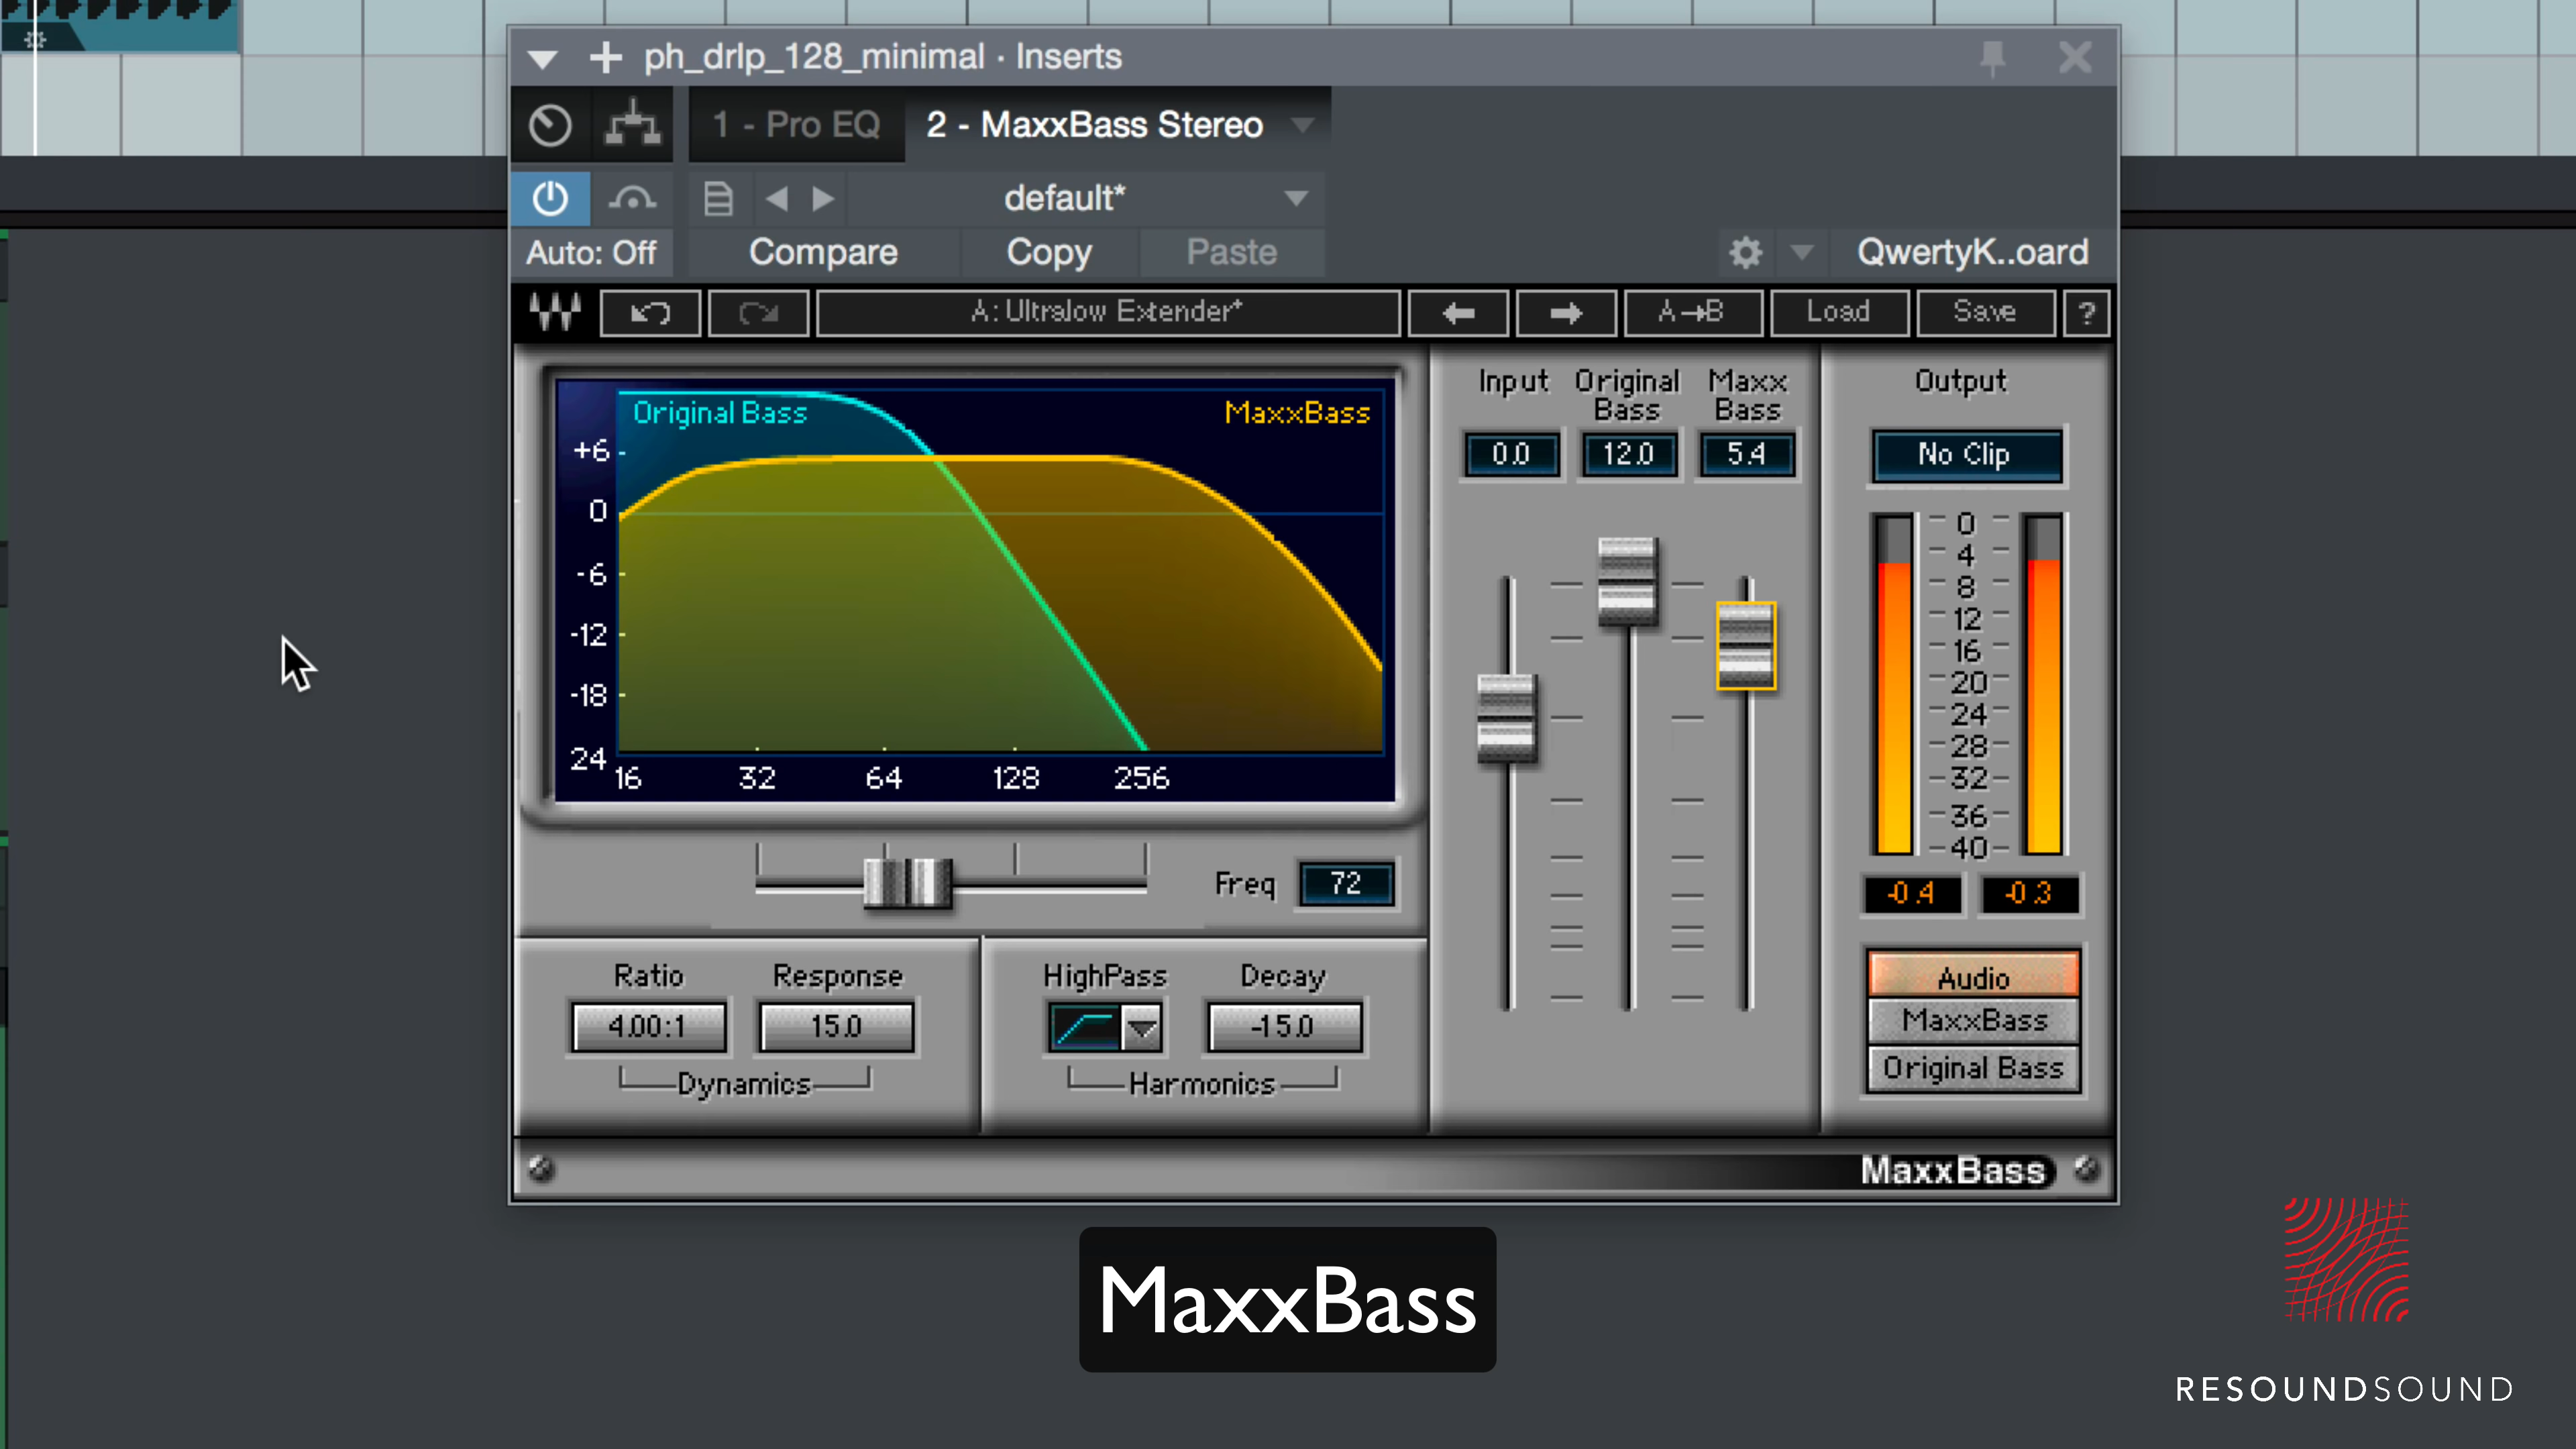 ph_drlp_128_minimal · Inserts
1 - Pro EQ
2 - MaxxBass Stereo
default*
Auto: Off
Compare
Copy
Paste
QwertyK..oard
A: Ultralow Extender*
A→B
Load
Save
?
Original Bass
MaxxBass
+6
0
-6
-12
-18
24
16
32
64
128
256
Freq
72
Ratio
Response
4.00:1
15.0
Dynamics
HighPass
Decay
-15.0
Harmonics
Input
Original
Bass
Maxx
Bass
0.0
12.0
5.4
Output
No Clip
0
4
8
12
16
20
24
28
32
36
40
-0.4
-0.3
Audio
MaxxBass
Original Bass
MaxxBass
MaxxBass
RESOUNDSOUND